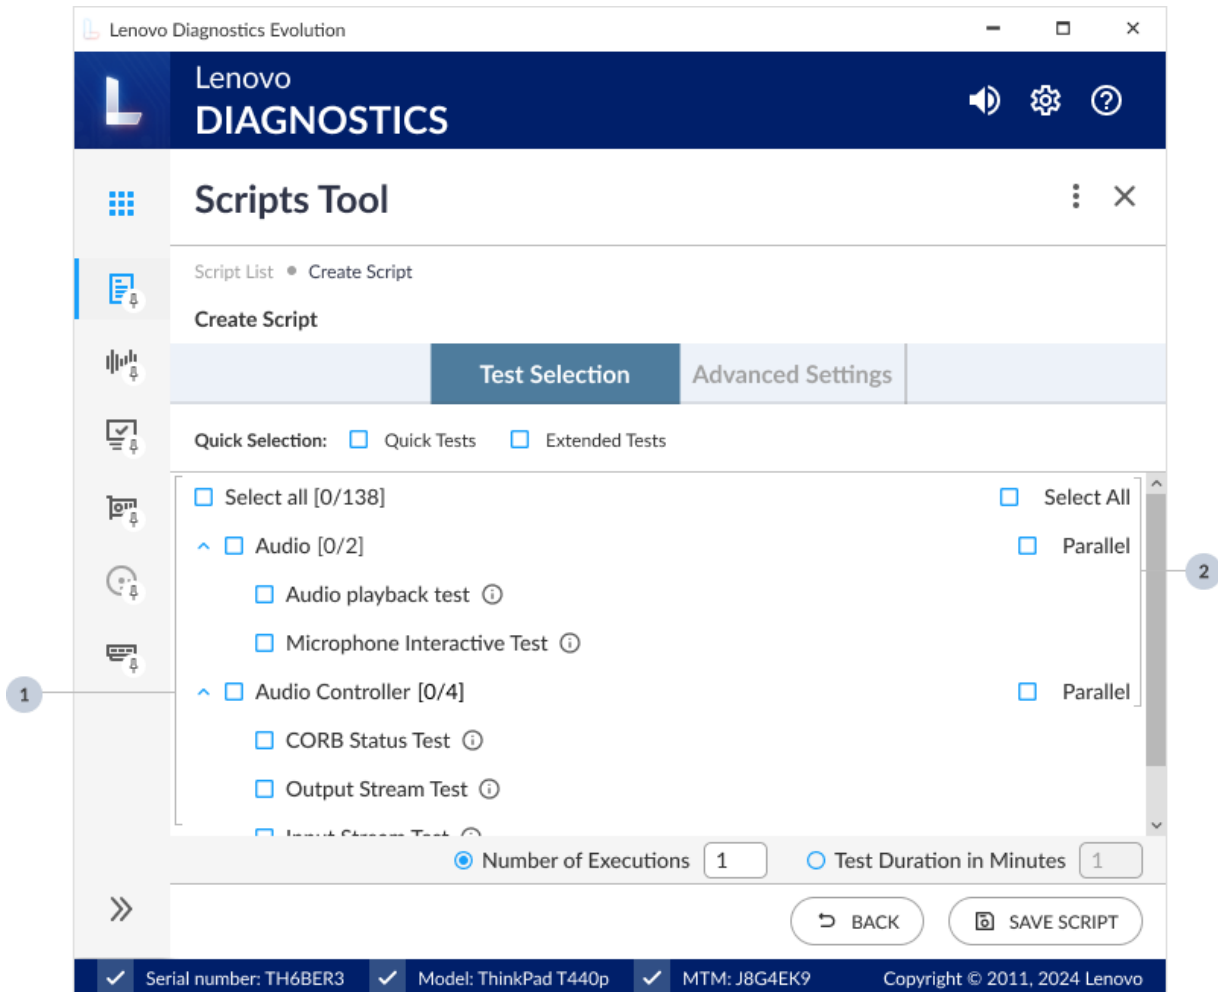 Lenovo Diagnostics Evolution
Lenovo
DIAGNOSTICS
Scripts Tool
Script List • Create Script
Create Script
Test Selection Advanced Settings
Quick Selection: Quick Tests Extended Tests
Select all [0/138] Select All
Audio [0/2] Parallel
Audio playback test
Microphone Interactive Test
1 Audio Controller [0/4] Parallel
2
CORB Status Test
Output Stream Test
Input Stream Test
Number of Executions 1 Test Duration in Minutes 1
BACK SAVE SCRIPT
Serial number: TH6BER3 Model: ThinkPad T440p MTM: J8G4EK9 Copyright © 2011, 2024 Lenovo